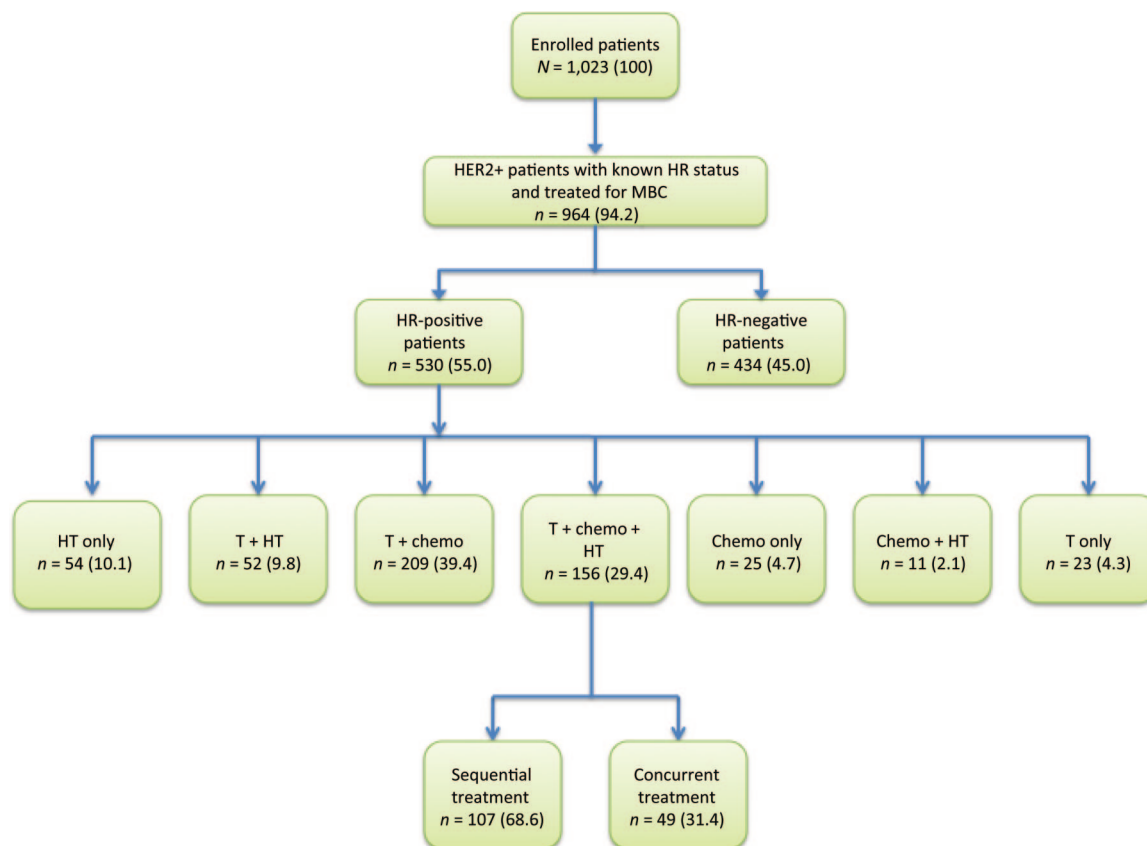 Enrolled patients
N = 1,023 (100)
HER2+ patients with known HR status
and treated for MBC
n = 964 (94.2)
HR-positive
patients
n = 530 (55.0)
HR-negative
patients
n = 434 (45.0)
HT only
n = 54 (10.1)
T + HT
n = 52 (9.8)
T + chemo
n = 209 (39.4)
T + chemo +
HT
n = 156 (29.4)
Chemo only
n = 25 (4.7)
Chemo + HT
n = 11 (2.1)
T only
n = 23 (4.3)
Sequential
treatment
n = 107 (68.6)
Concurrent
treatment
n = 49 (31.4)